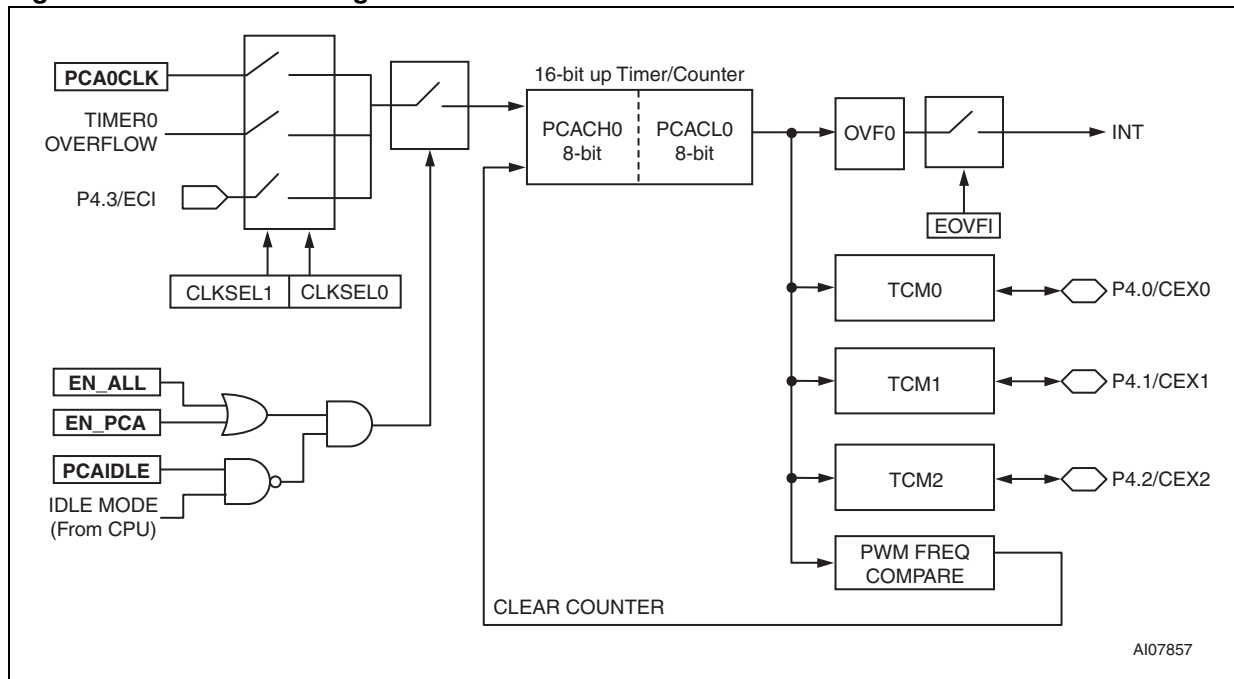 PCA0CLK
TIMER0
OVERFLOW
P4.3/ECI
CLKSEL1 CLKSEL0
16-bit up Timer/Counter
PCACH0 PCACL0
8-bit 8-bit
OVF0
INT
EOVFI
TCM0
P4.0/CEX0
TCM1
P4.1/CEX1
TCM2
P4.2/CEX2
PWM FREQ
COMPARE
CLEAR COUNTER
EN_ALL
EN_PCA
PCAIDLE
IDLE MODE
(From CPU)
AI07857